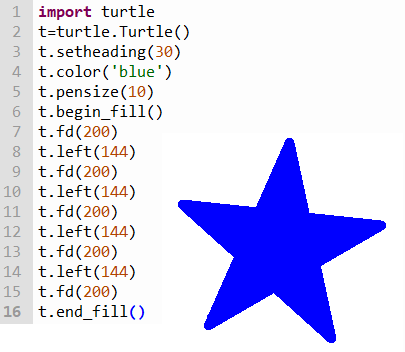 1 import turtle
2 t=turtle.Turtle()
3 t.setheading(30)
4 t.color('blue')
5 t.pensize(10)
6 t.begin_fill()
7 t.fd(200)
8 t.left(144)
9 t.fd(200)
10 t.left(144)
11 t.fd(200)
12 t.left(144)
13 t.fd(200)
14 t.left(144)
15 t.fd(200)
16 t.end_fill()